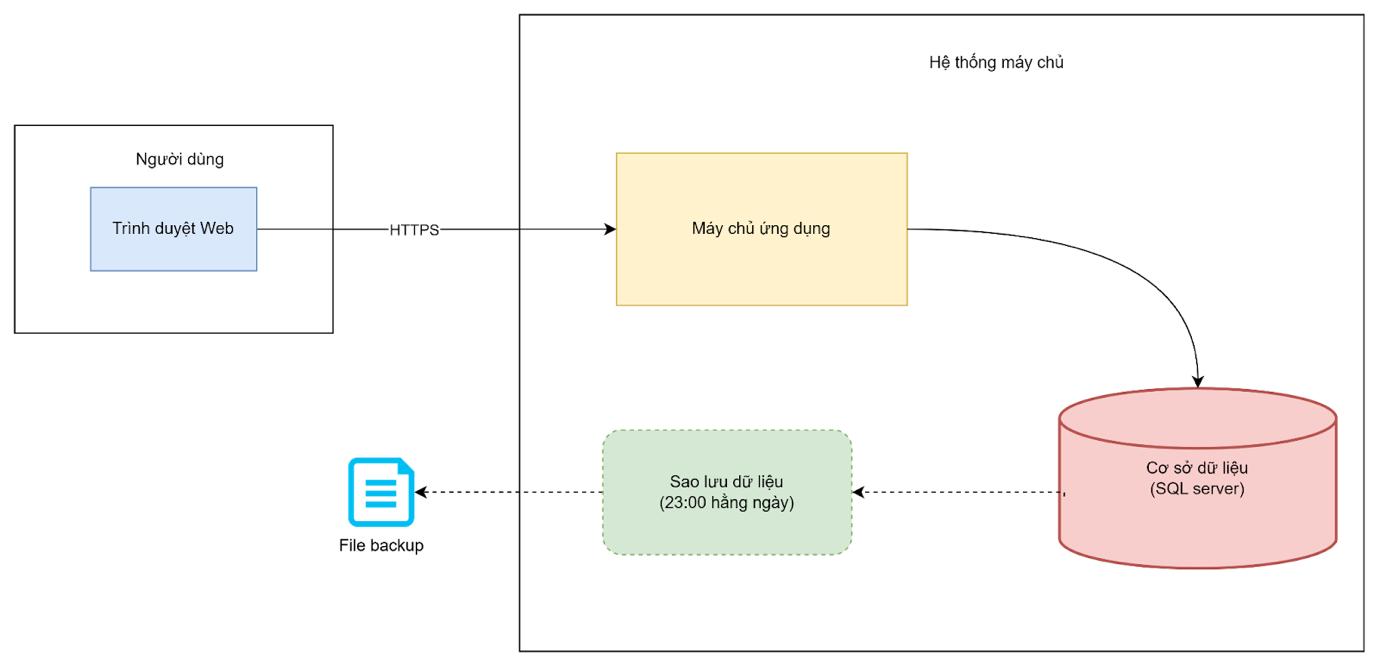 Hệ thống máy chủ
Người dùng
Trình duyệt Web
HTTPS
Máy chủ ứng dụng
Cơ sở dữ liệu
(SQL server)
Sao lưu dữ liệu
(23:00 hằng ngày)
File backup